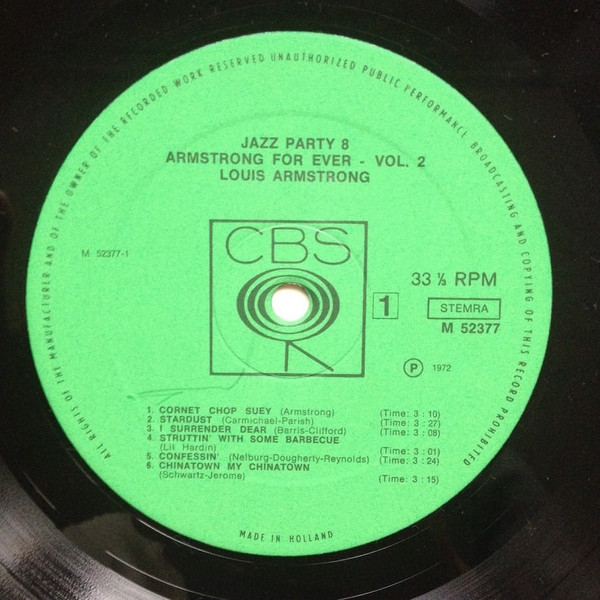 ALL RIGHTS OF THE MANUFACTURER AND OF THE OWNER OF THE RECORDED WORK RESERVED UNAUTHORIZED PUBLIC PERFORMANCE BROADCASTING AND COPYING OF THIS RECORD PROHIBITED
JAZZ PARTY 8
ARMSTRONG FOR EVER - VOL. 2
LOUIS ARMSTRONG
CBS
M 52377-1
33 ⅓ RPM
1
STEMRA
M 52377
Ⓟ 1972
1. CORNET CHOP SUEY (Armstrong) (Time: 3 : 10)
2. STARDUST (Carmichael-Parish) (Time: 3 : 27)
3. I SURRENDER DEAR (Barris-Clifford) (Time: 3 : 08)
4. STRUTTIN' WITH SOME BARBECUE
(Lil Hardin) (Time: 3 : 01)
5. CONFESSIN' (Nelburg-Dougherty-Reynolds) (Time: 3 : 24)
6. CHINATOWN MY CHINATOWN
(Schwartz-Jerome) (Time: 3 : 15)
MADE IN HOLLAND